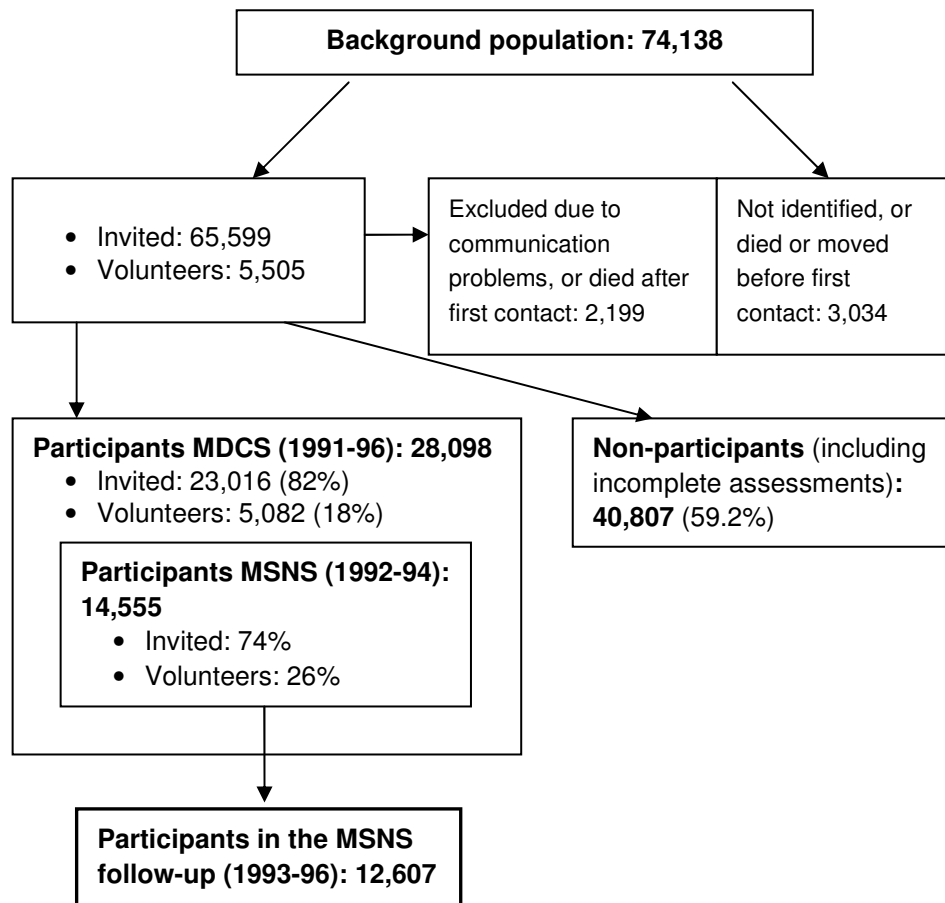 Background population: 74,138
• Invited: 65,599
• Volunteers: 5,505
Excluded due to
communication
problems, or died after
first contact: 2,199
Not identified, or
died or moved
before first
contact: 3,034
Participants MDCS (1991-96): 28,098
• Invited: 23,016 (82%)
• Volunteers: 5,082 (18%)
Non-participants (including
incomplete assessments):
40,807 (59.2%)
Participants MSNS (1992-94):
14,555
• Invited: 74%
• Volunteers: 26%
Participants in the MSNS
follow-up (1993-96): 12,607